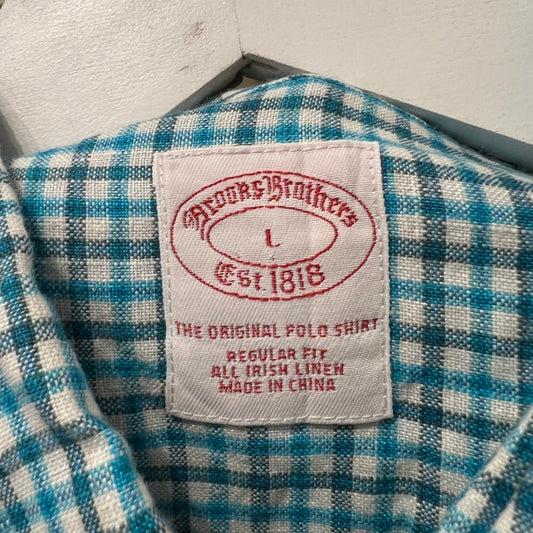 Brooks Brothers
L
Est. 1818
THE ORIGINAL POLO SHIRT
REGULAR FIT
ALL IRISH LINEN
MADE IN CHINA